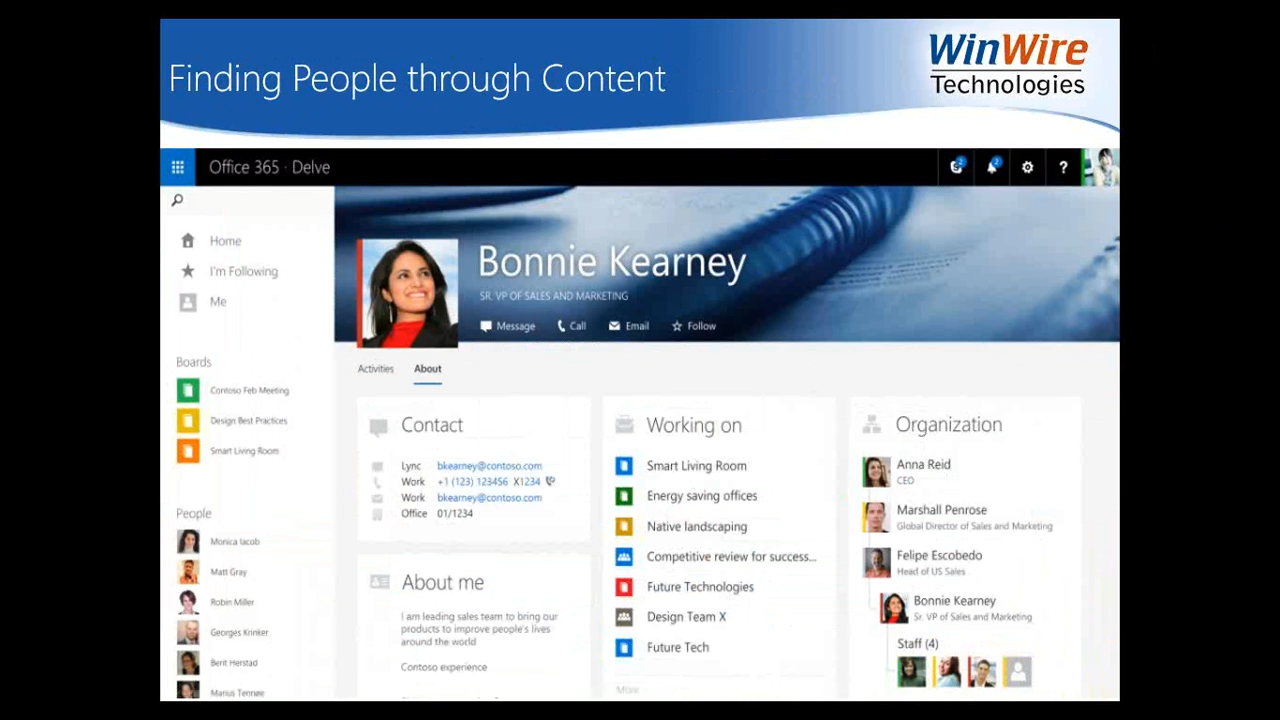 Finding People through Content
WinWire
Technologies
Office 365 · Delve
2
2
?
Home
I'm Following
Me
Boards
Contoso Feb Meeting
Design Best Practices
Smart Living Room
People
Monica Iacob
Matt Gray
Robin Miller
Georges Krinker
Berit Herstad
Marius Tennøe
Bonnie Kearney
SR. VP OF SALES AND MARKETING
Message
Call
Email
Follow
Activities
About
Contact
Lync bkearney@contoso.com
Work +1 (123) 123456 X1234
Work bkearney@contoso.com
Office 01/1234
About me
I am leading sales team to bring our
products to improve people's lives
around the world
Contoso experience
Working on
Smart Living Room
Energy saving offices
Native landscaping
Competitive review for success...
Future Technologies
Design Team X
Future Tech
More
Organization
Anna Reid
CEO
Marshall Penrose
Global Director of Sales and Marketing
Felipe Escobedo
Head of US Sales
Bonnie Kearney
Sr. VP of Sales and Marketing
Staff (4)